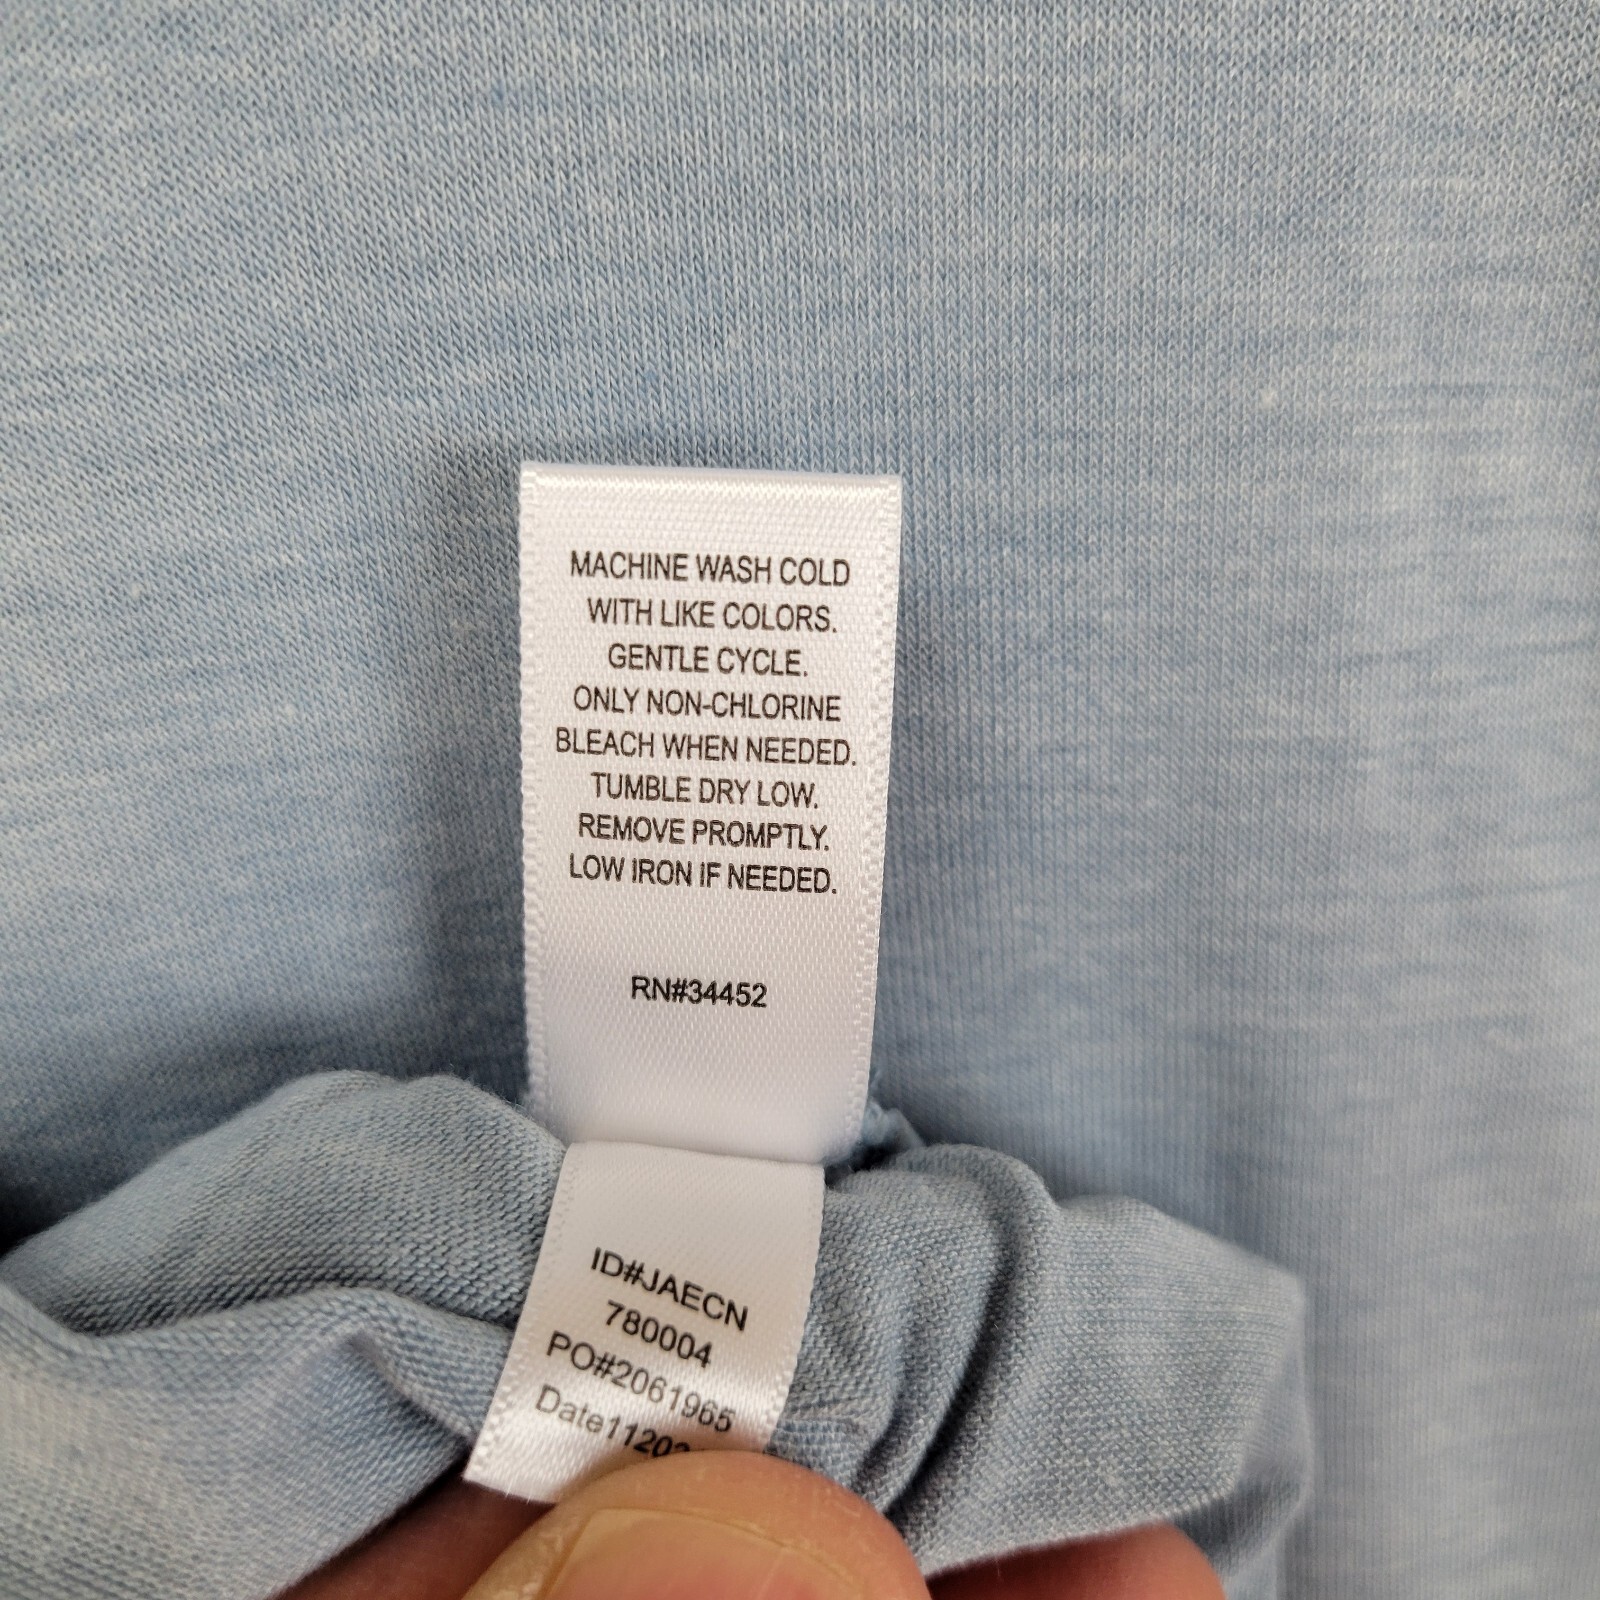 MACHINE WASH COLD
WITH LIKE COLORS.
GENTLE CYCLE.
ONLY NON-CHLORINE
BLEACH WHEN NEEDED.
TUMBLE DRY LOW.
REMOVE PROMPTLY.
LOW IRON IF NEEDED.
RN#34452
ID#JAECN
780004
PO#2061965